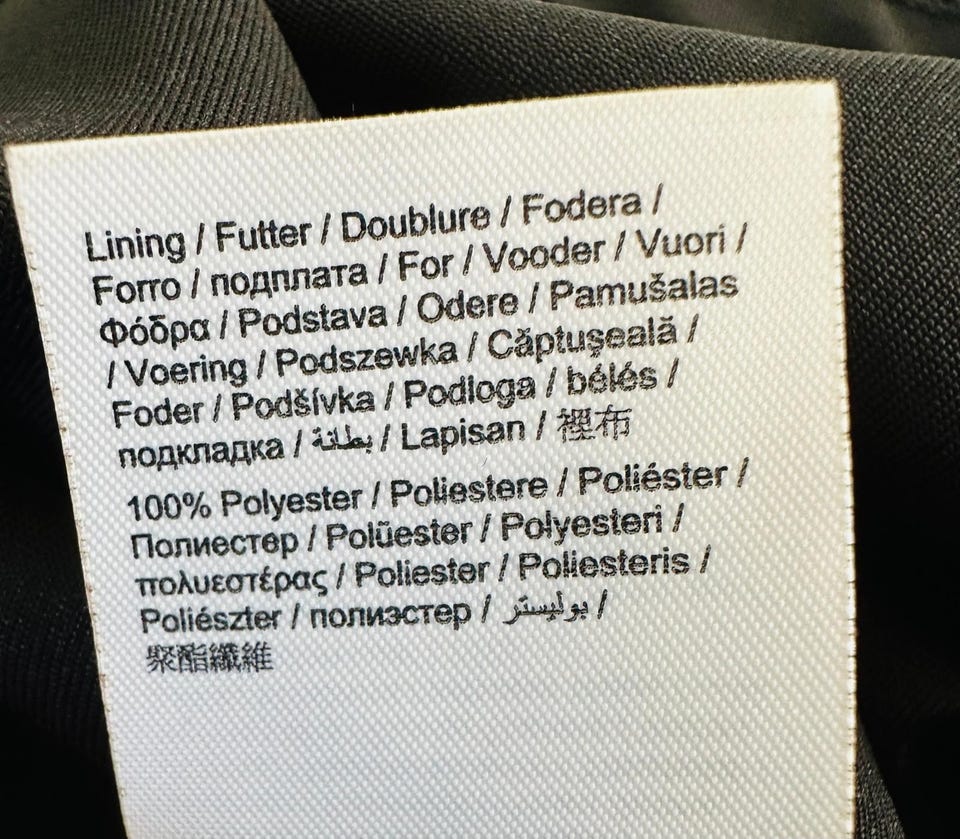 Lining / Futter / Doublure / Fodera /
Forro / подплата / For / Vooder / Vuori /
Φόδρα / Podstava / Odere / Pamušalas
/ Voering / Podszewka / Căptuşeală /
Foder / Podšívka / Podloga / bélés /
подкладка / بطانة / Lapisan / 裡布
100% Polyester / Poliestere / Poliéster /
Полиестер / Polüester / Polyesteri /
πολυεστέρας / Poliester / Poliesteris /
Poliészter / полиэстер / بوليستر /
聚酯纖維